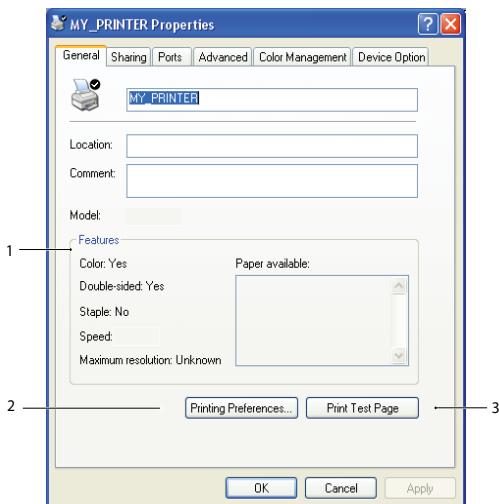 MY_PRINTER Properties
General Sharing Ports Advanced Color Management Device Option
MY_PRINTER
Location:
Comment:
Model:
1
Features
Color: Yes
Paper available:
Double-sided: Yes
Staple: No
Speed:
Maximum resolution: Unknown
2
Printing Preferences...
Print Test Page
3
OK
Cancel
Apply